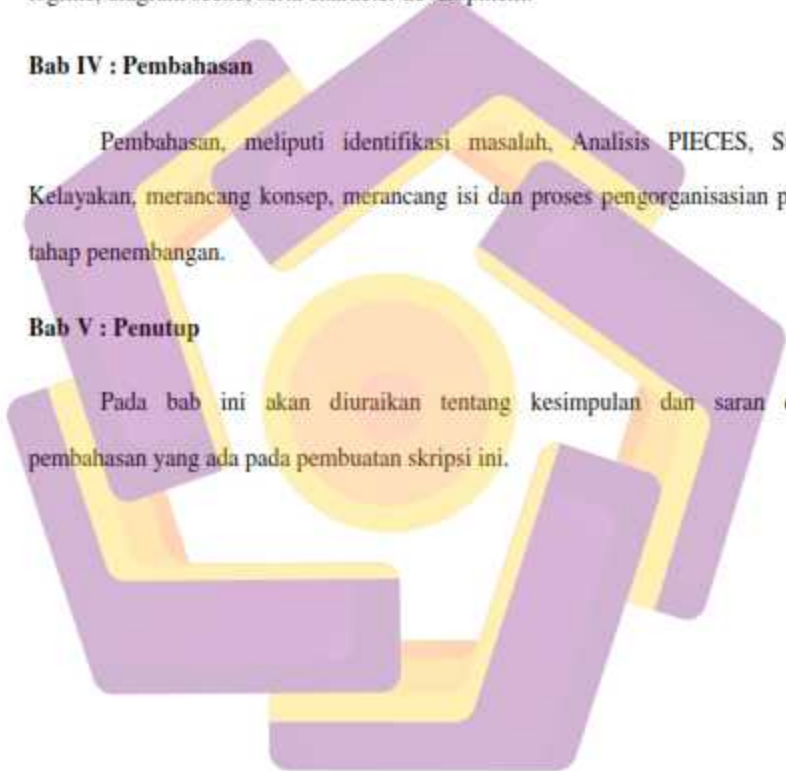 Bab IV : Pembahasan
Pembahasan, meliputi identifikasi masalah, Analisis PIECES,
Kelayakan, merancang konsep, merancang isi dan proses pengorganisasian
tahap penembangan.
Bab V : Penutup
Pada bab ini akan diuraikan tentang kesimpulan dan saran
pembahasan yang ada pada pembuatan skripsi ini.